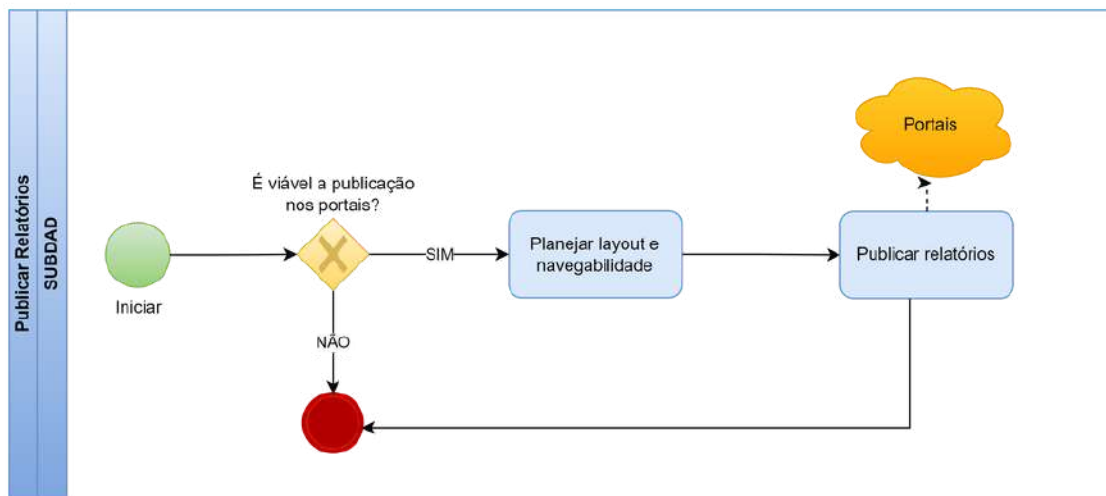 Publicar Relatórios
SUBDAD
Iniciar
É viável a publicação
nos portais?
SIM
NÃO
Planejar layout e
navegabilidade
Publicar relatórios
Portais